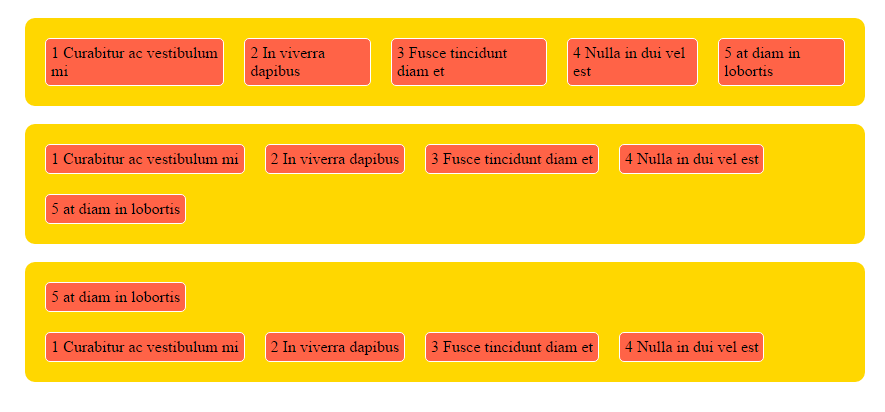 1 Curabitur ac vestibulum
mi
2 In viverra
dapibus
3 Fusce tincidunt
diam et
4 Nulla in dui vel
est
5 at diam in
lobortis
1 Curabitur ac vestibulum mi
2 In viverra dapibus
3 Fusce tincidunt diam et
4 Nulla in dui vel est
5 at diam in lobortis
5 at diam in lobortis
1 Curabitur ac vestibulum mi
2 In viverra dapibus
3 Fusce tincidunt diam et
4 Nulla in dui vel est